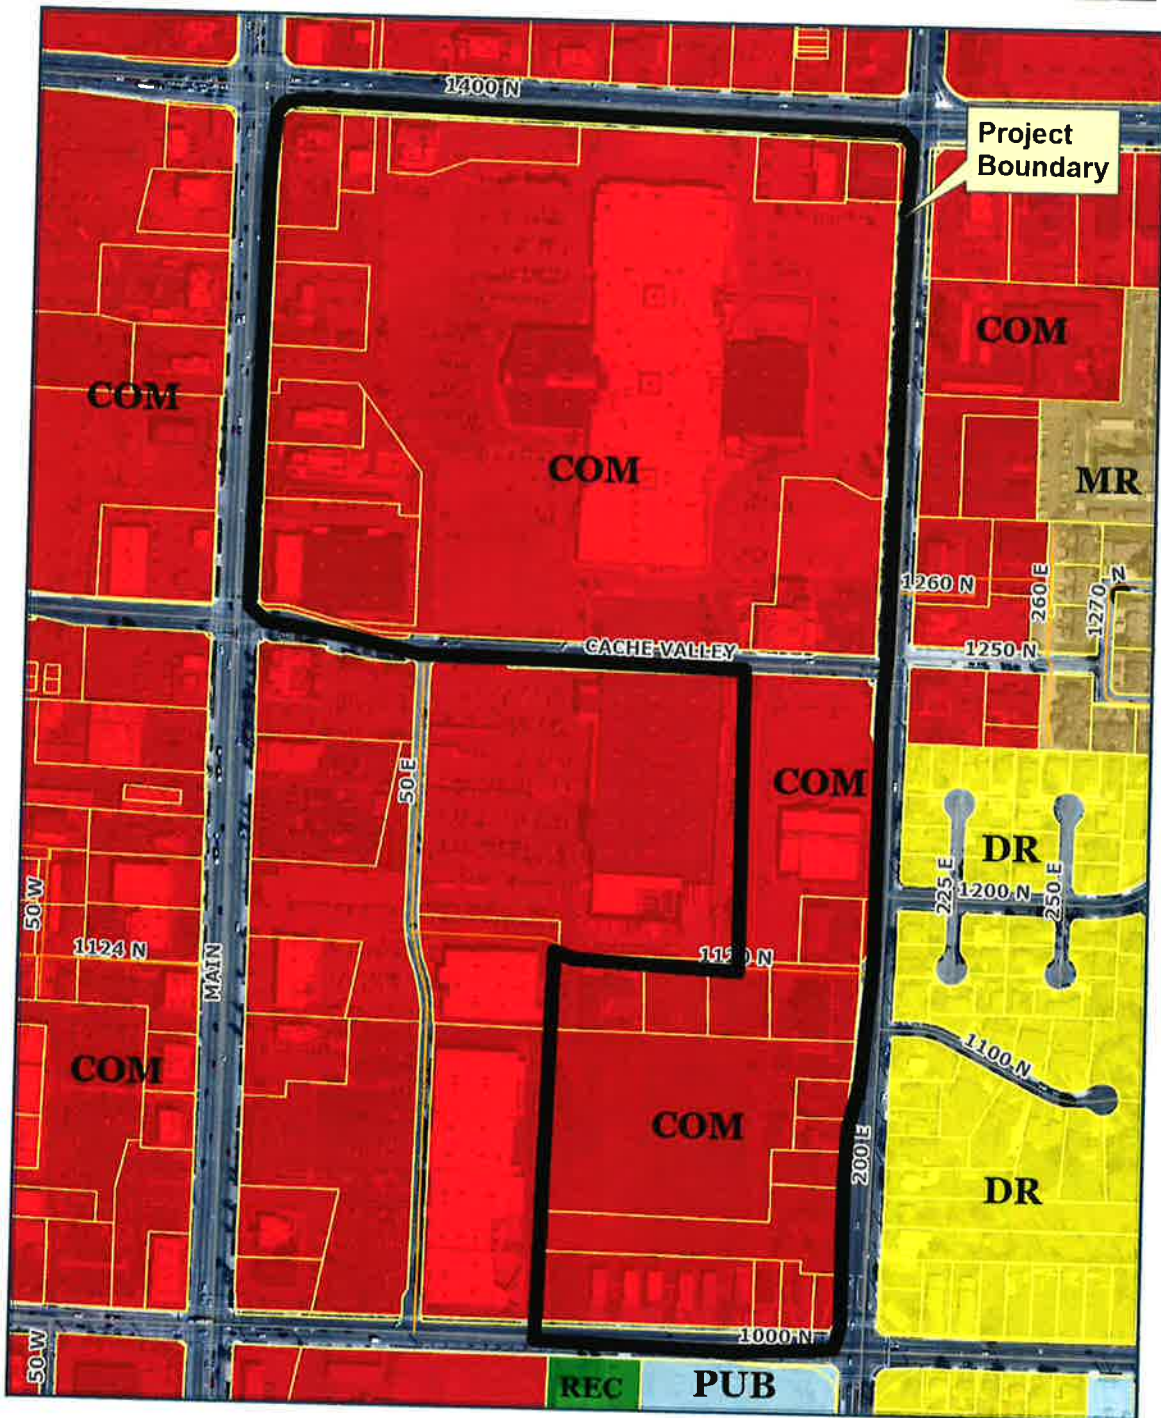 1400 N
Project
Boundary
COM
COM
COM
MR
1260 N
260 E
1270 N
CACHE VALLEY
1250 N
50 E
COM
DR
225 E
1200 N
250 E
50 W
1124 N
MAIN
1120 N
COM
COM
1100 N
200 E
DR
1000 N
50 W
REC
PUB